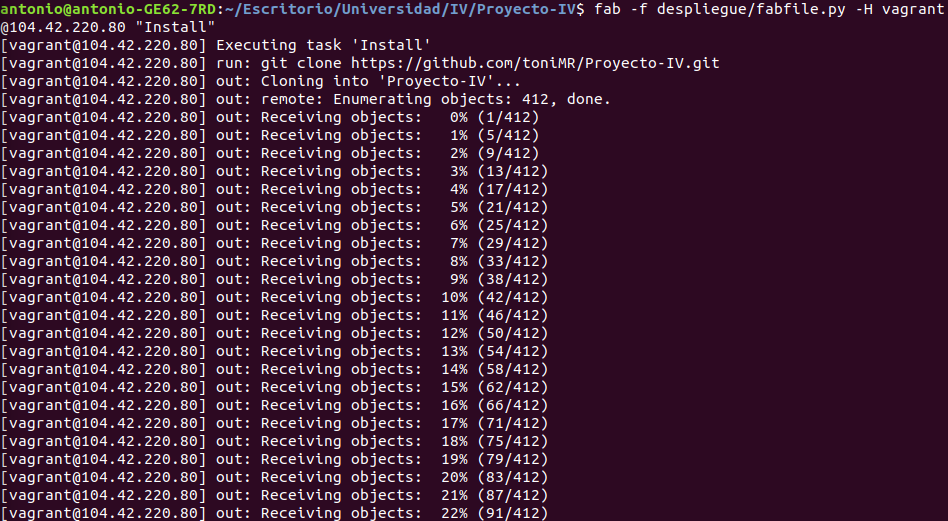 antonio@antonio-GE62-7RD:~/Escritorio/Universidad/IV/Proyecto-IV$ fab -f despliegue/fabfile.py -H vagrant
@104.42.220.80 "Install"
[vagrant@104.42.220.80] Executing task 'Install'
[vagrant@104.42.220.80] run: git clone https://github.com/toniMR/Proyecto-IV.git
[vagrant@104.42.220.80] out: Cloning into 'Proyecto-IV'...
[vagrant@104.42.220.80] out: remote: Enumerating objects: 412, done.
[vagrant@104.42.220.80] out: Receiving objects:   0% (1/412)
[vagrant@104.42.220.80] out: Receiving objects:   1% (5/412)
[vagrant@104.42.220.80] out: Receiving objects:   2% (9/412)
[vagrant@104.42.220.80] out: Receiving objects:   3% (13/412)
[vagrant@104.42.220.80] out: Receiving objects:   4% (17/412)
[vagrant@104.42.220.80] out: Receiving objects:   5% (21/412)
[vagrant@104.42.220.80] out: Receiving objects:   6% (25/412)
[vagrant@104.42.220.80] out: Receiving objects:   7% (29/412)
[vagrant@104.42.220.80] out: Receiving objects:   8% (33/412)
[vagrant@104.42.220.80] out: Receiving objects:   9% (38/412)
[vagrant@104.42.220.80] out: Receiving objects:  10% (42/412)
[vagrant@104.42.220.80] out: Receiving objects:  11% (46/412)
[vagrant@104.42.220.80] out: Receiving objects:  12% (50/412)
[vagrant@104.42.220.80] out: Receiving objects:  13% (54/412)
[vagrant@104.42.220.80] out: Receiving objects:  14% (58/412)
[vagrant@104.42.220.80] out: Receiving objects:  15% (62/412)
[vagrant@104.42.220.80] out: Receiving objects:  16% (66/412)
[vagrant@104.42.220.80] out: Receiving objects:  17% (71/412)
[vagrant@104.42.220.80] out: Receiving objects:  18% (75/412)
[vagrant@104.42.220.80] out: Receiving objects:  19% (79/412)
[vagrant@104.42.220.80] out: Receiving objects:  20% (83/412)
[vagrant@104.42.220.80] out: Receiving objects:  21% (87/412)
[vagrant@104.42.220.80] out: Receiving objects:  22% (91/412)